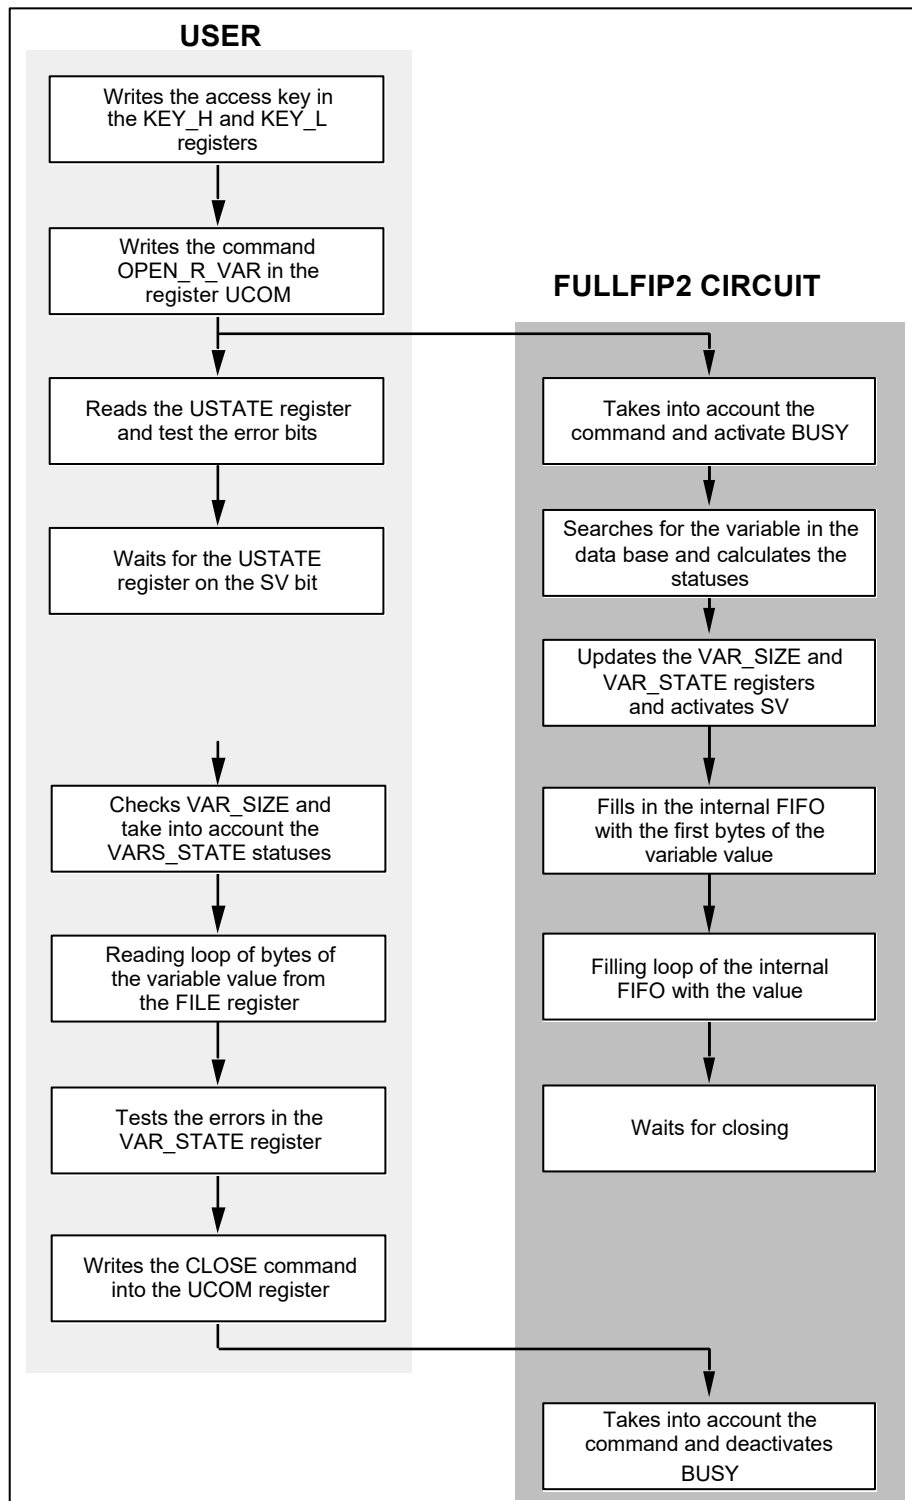 USER
Writes the access key in
the KEY_H and KEY_L
registers
Writes the command
OPEN_R_VAR in the
register UCOM
Reads the USTATE register
and test the error bits
Waits for the USTATE
register on the SV bit
Checks VAR_SIZE and
take into account the
VARS_STATE statuses
Reading loop of bytes of
the variable value from
the FILE register
Tests the errors in the
VAR_STATE register
Writes the CLOSE command
into the UCOM register
FULLFIP2 CIRCUIT
Takes into account the
command and activate BUSY
Searches for the variable in the
data base and calculates the
statuses
Updates the VAR_SIZE and
VAR_STATE registers
and activates SV
Fills in the internal FIFO
with the first bytes of the
variable value
Filling loop of the internal
FIFO with the value
Waits for closing
Takes into account the
command and deactivates
BUSY